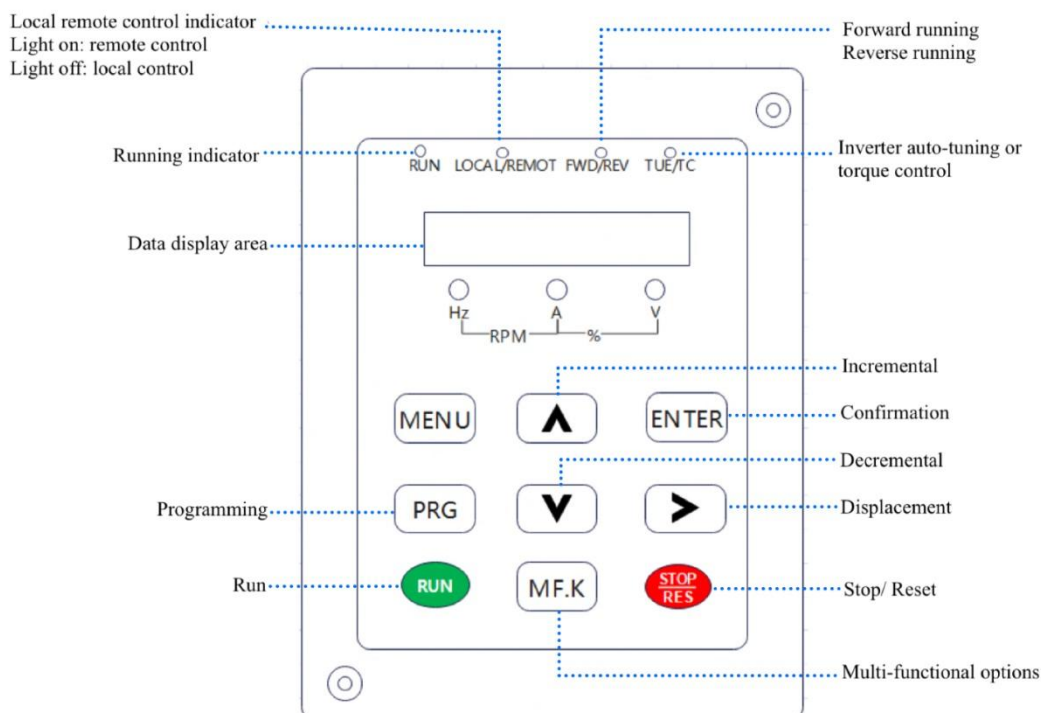 Local remote control indicator
Light on: remote control
Light off: local control
Forward running
Reverse running
Running indicator
Inverter auto-tuning or
torque control
RUN LOCAL/REMOT FWD/REV TUE/TC
Data display area
Hz A V
RPM %
Incremental
MENU ENTER
Confirmation
Decremental
Programming
PRG
Displacement
Run
RUN MF.K STOP
RES
Stop/ Reset
Multi-functional options